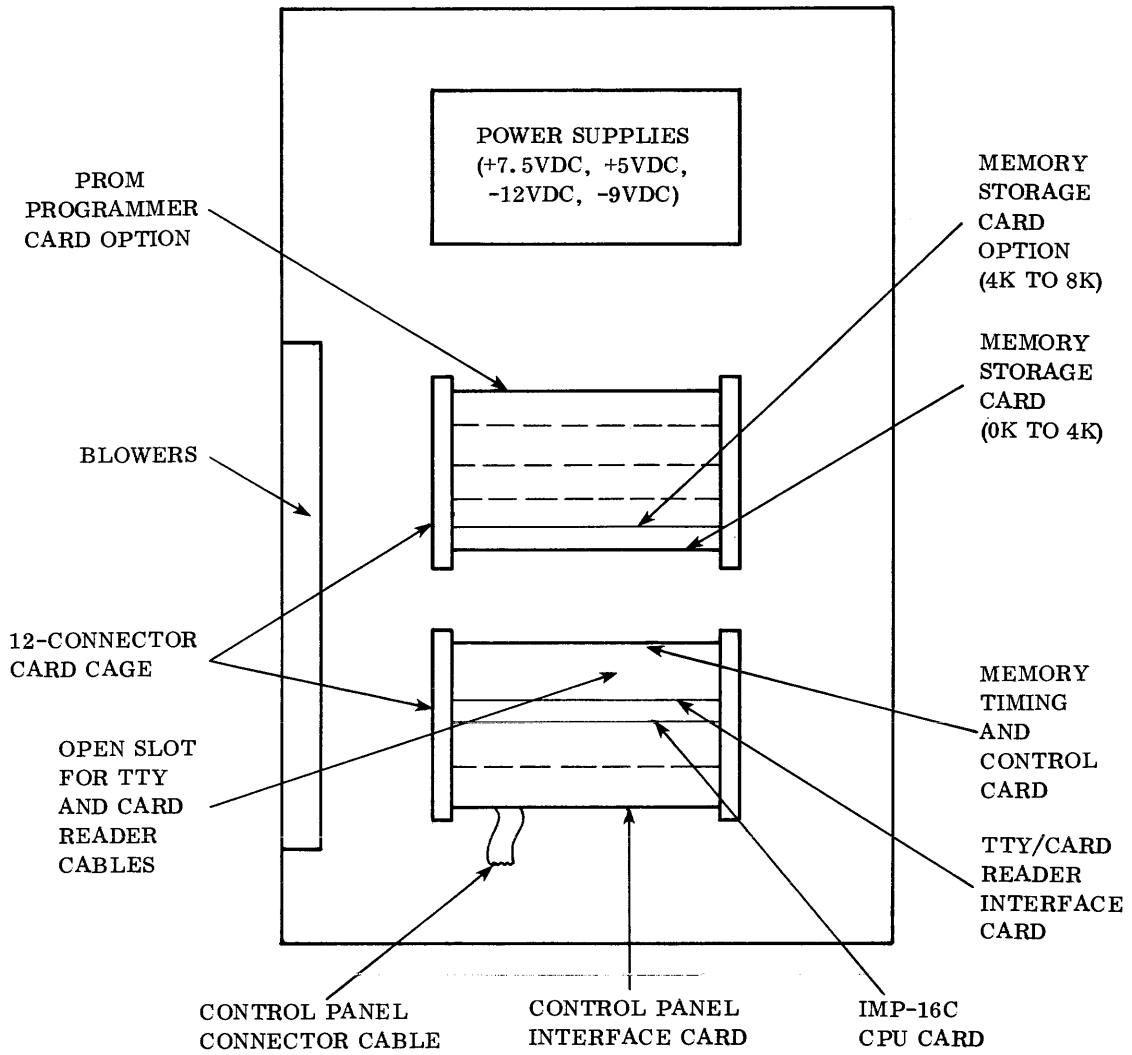 POWER SUPPLIES
(+7.5VDC, +5VDC,
-12VDC, -9VDC)
PROM
PROGRAMMER
CARD OPTION
MEMORY
STORAGE
CARD
OPTION
(4K TO 8K)
MEMORY
STORAGE
CARD
(0K TO 4K)
BLOWERS
12-CONNECTOR
CARD CAGE
OPEN SLOT
FOR TTY
AND CARD
READER
CABLES
MEMORY
TIMING
AND
CONTROL
CARD
TTY/CARD
READER
INTERFACE
CARD
CONTROL PANEL
CONNECTOR CABLE
CONTROL PANEL
INTERFACE CARD
IMP-16C
CPU CARD